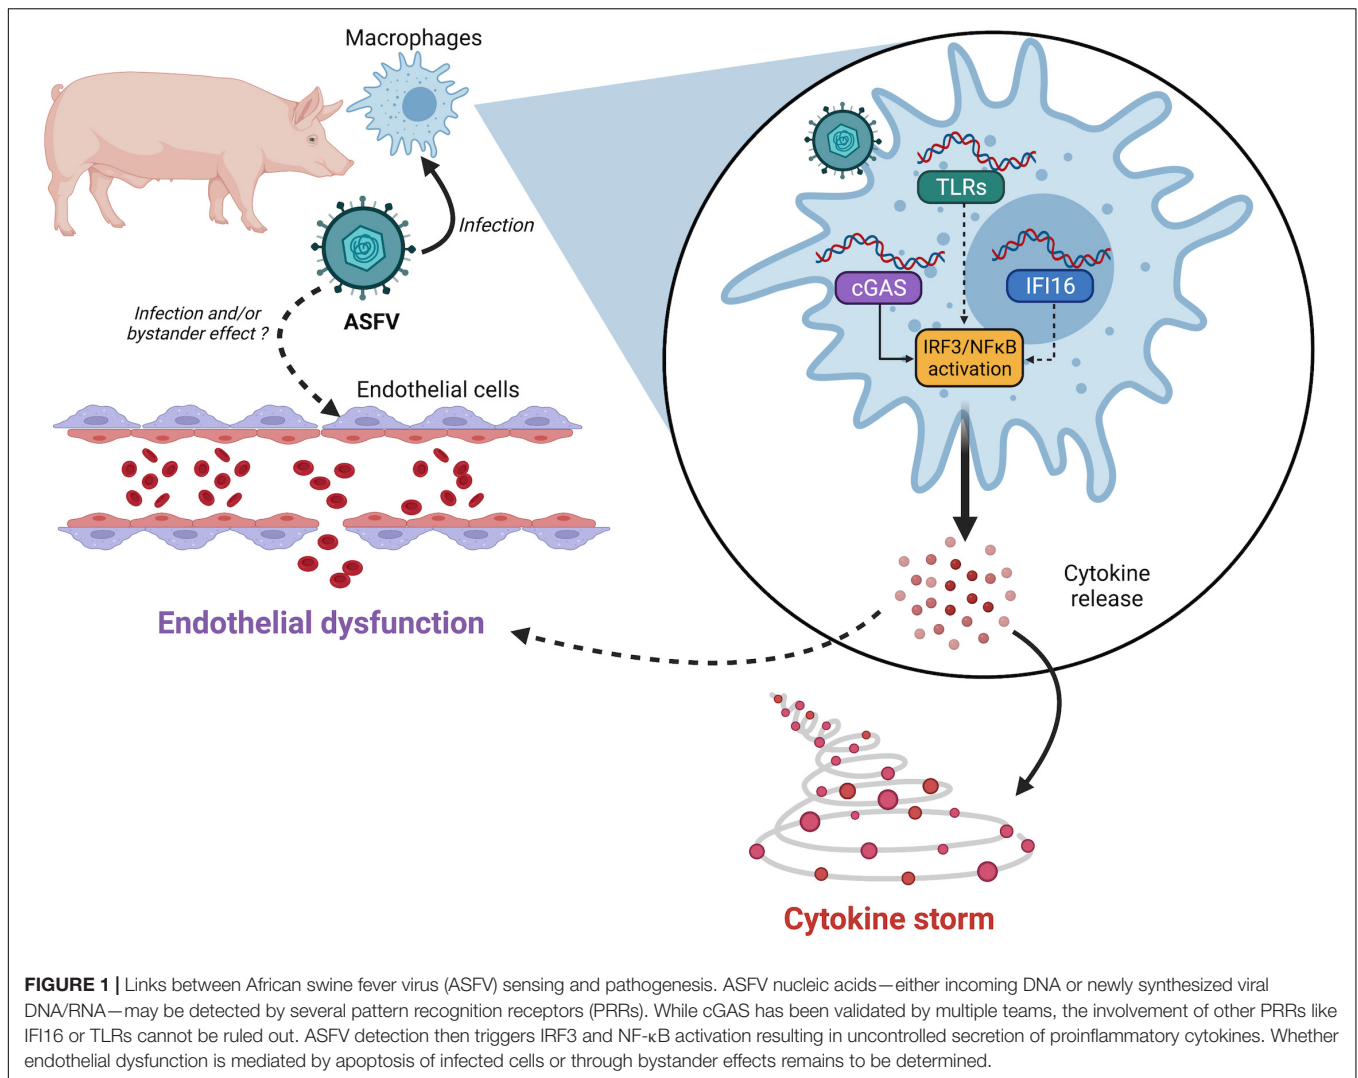 Macrophages
Infection
ASFV
Infection and/or
bystander effect ?
Endothelial cells
Endothelial dysfunction
TLRs
cGAS
IFI16
IRF3/NFκB
activation
Cytokine
release
Cytokine storm
FIGURE 1 | Links between African swine fever virus (ASFV) sensing and pathogenesis. ASFV nucleic acids—either incoming DNA or newly synthesized viral
DNA/RNA—may be detected by several pattern recognition receptors (PRRs). While cGAS has been validated by multiple teams, the involvement of other PRRs like
IFI16 or TLRs cannot be ruled out. ASFV detection then triggers IRF3 and NF-κB activation resulting in uncontrolled secretion of proinflammatory cytokines. Whether
endothelial dysfunction is mediated by apoptosis of infected cells or through bystander effects remains to be determined.